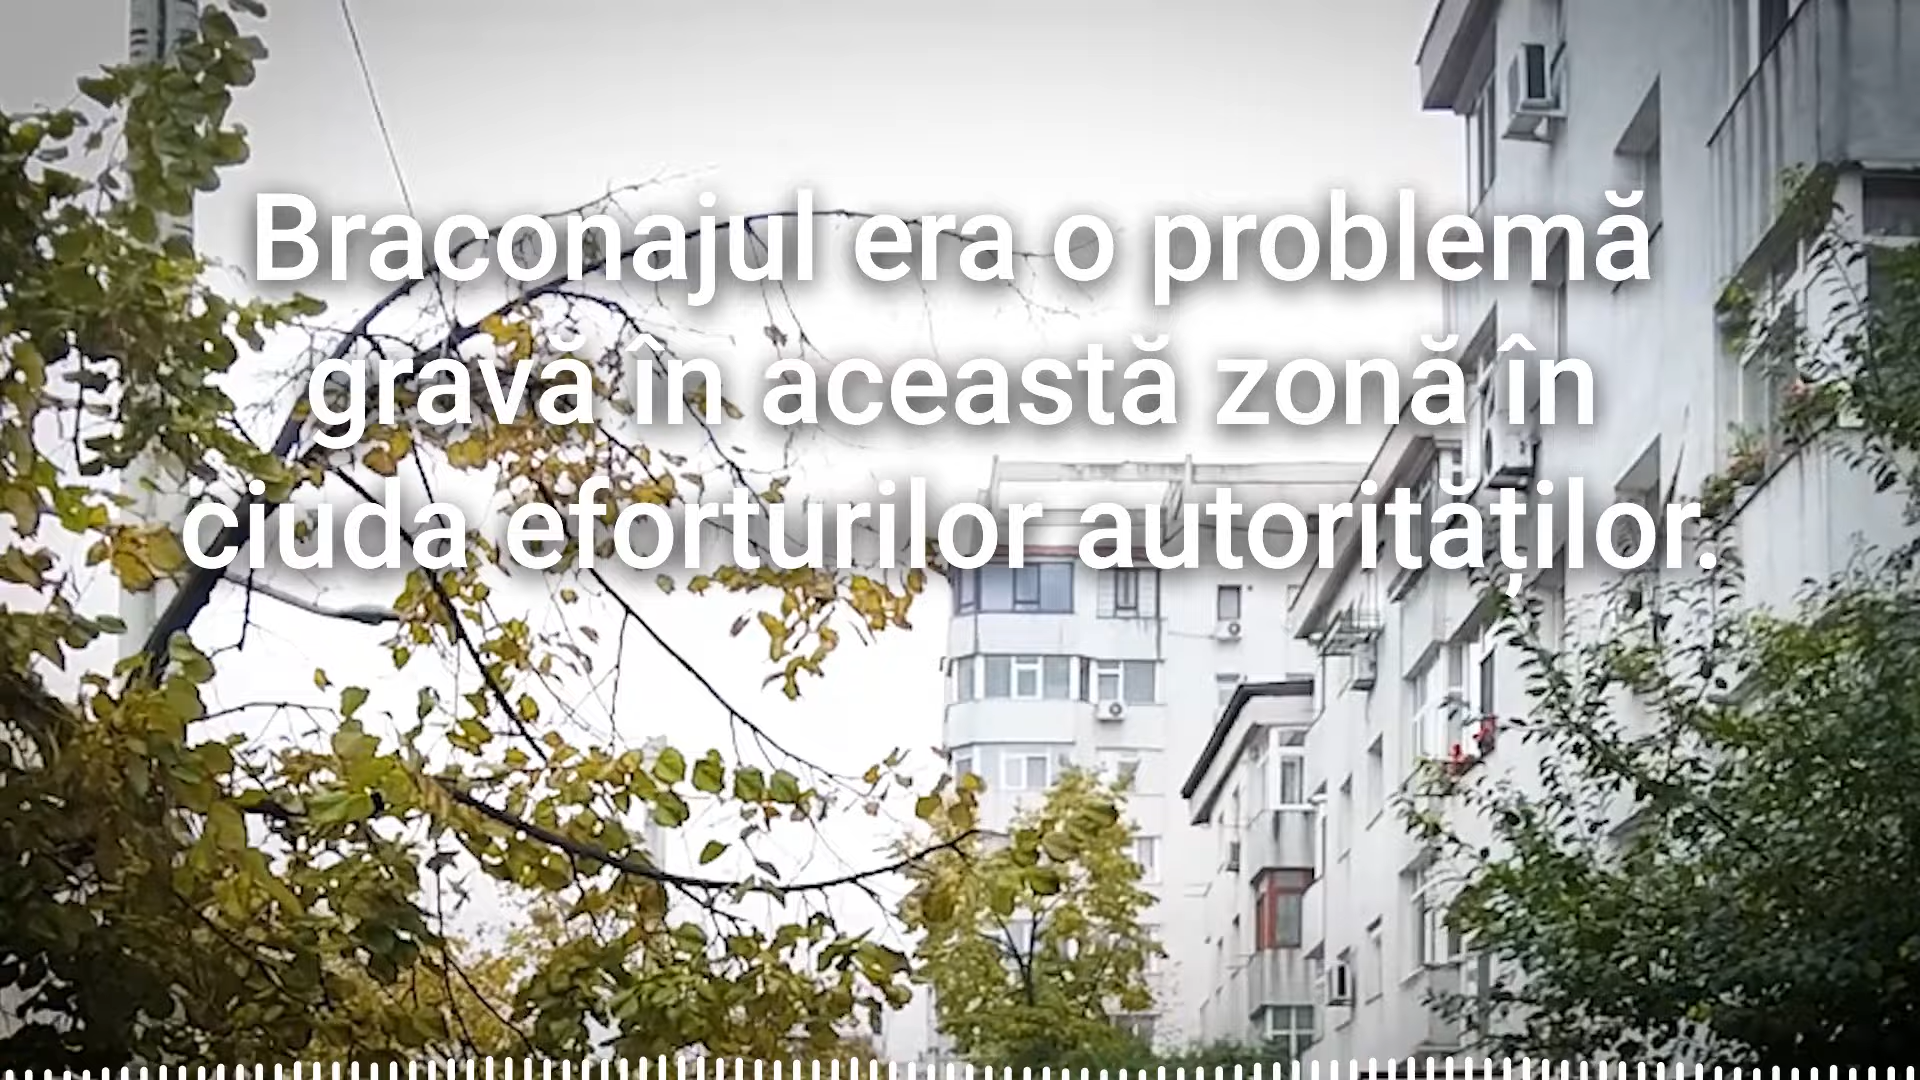 Braconajul era o problemă
gravă în această zonă în
ciuda eforturilor autorităților.